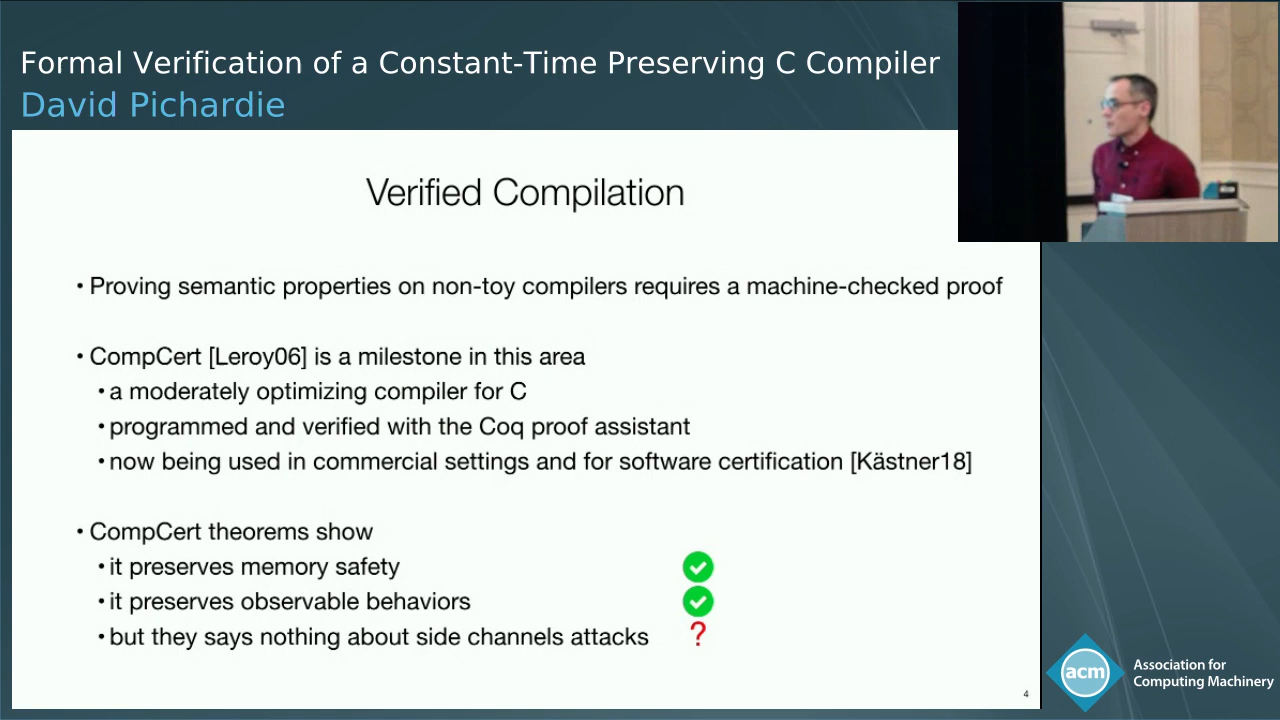 Formal Verification of a Constant-Time Preserving C Compiler
David Pichardie
Verified Compilation
• Proving semantic properties on non-toy compilers requires a machine-checked proof
• CompCert [Leroy06] is a milestone in this area
• a moderately optimizing compiler for C
• programmed and verified with the Coq proof assistant
• now being used in commercial settings and for software certification [Kästner18]
• CompCert theorems show
• it preserves memory safety
• it preserves observable behaviors
• but they says nothing about side channels attacks ?
4
acm
Association for
Computing Machinery